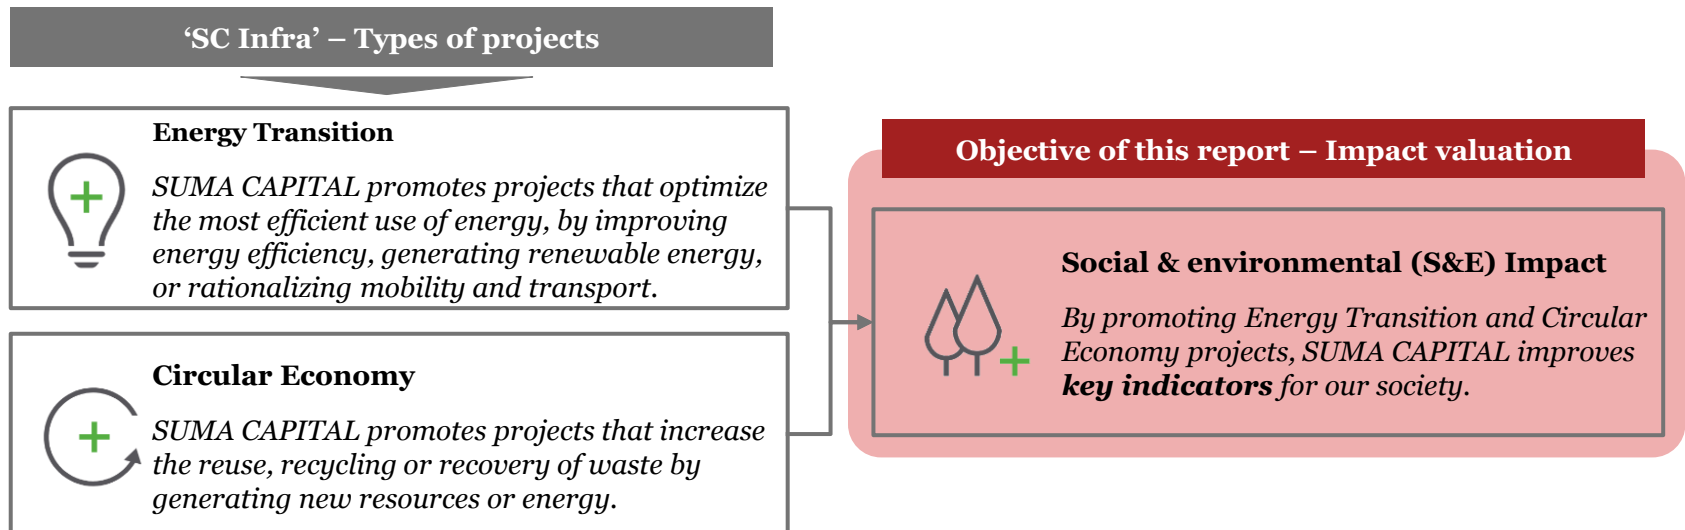 ‘SC Infra’ – Types of projects
Energy Transition
SUMA CAPITAL promotes projects that optimize
the most efficient use of energy, by improving
energy efficiency, generating renewable energy,
or rationalizing mobility and transport.
Circular Economy
SUMA CAPITAL promotes projects that increase
the reuse, recycling or recovery of waste by
generating new resources or energy.
Objective of this report – Impact valuation
Social & environmental (S&E) Impact
By promoting Energy Transition and Circular
Economy projects, SUMA CAPITAL improves
key indicators for our society.